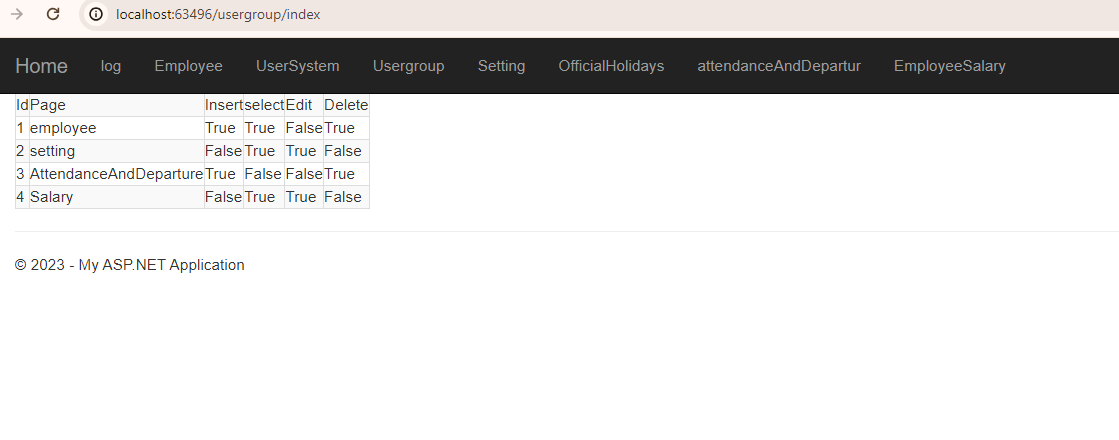 localhost:63496/usergroup/index
Home log Employee UserSystem Usergroup Setting OfficialHolidays attendanceAndDepartur EmployeeSalary
Id Page Insert select Edit Delete
1 employee True True False True
2 setting False True True False
3 AttendanceAndDeparture True False False True
4 Salary False True True False
© 2023 - My ASP.NET Application